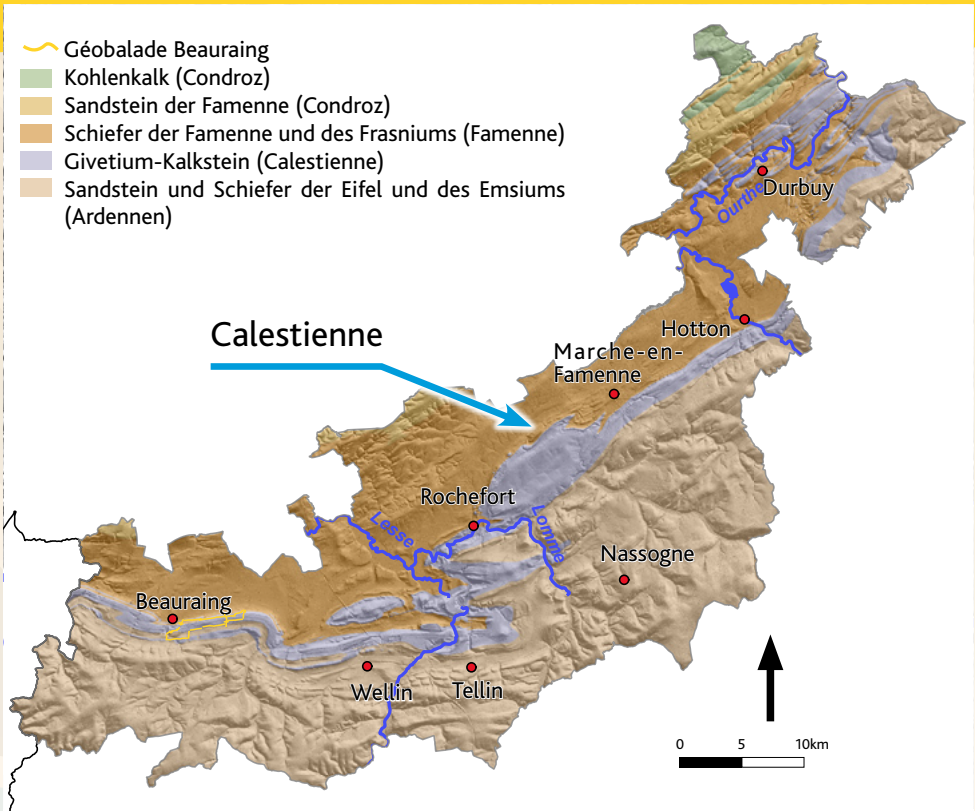 Géobalade Beauraing
Kohlenkalk (Condroz)
Sandstein der Famenne (Condroz)
Schiefer der Famenne und des Frasniums (Famenne)
Givetium-Kalkstein (Calestienne)
Sandstein und Schiefer der Eifel und des Emsiums
(Ardennen)
Durbuy
Ourthe
Calestienne
Hotton
Marche-en-
Famenne
Rochefort
Lesse
Lomme
Nassogne
Beauraing
Wellin
Tellin
0 5 10km